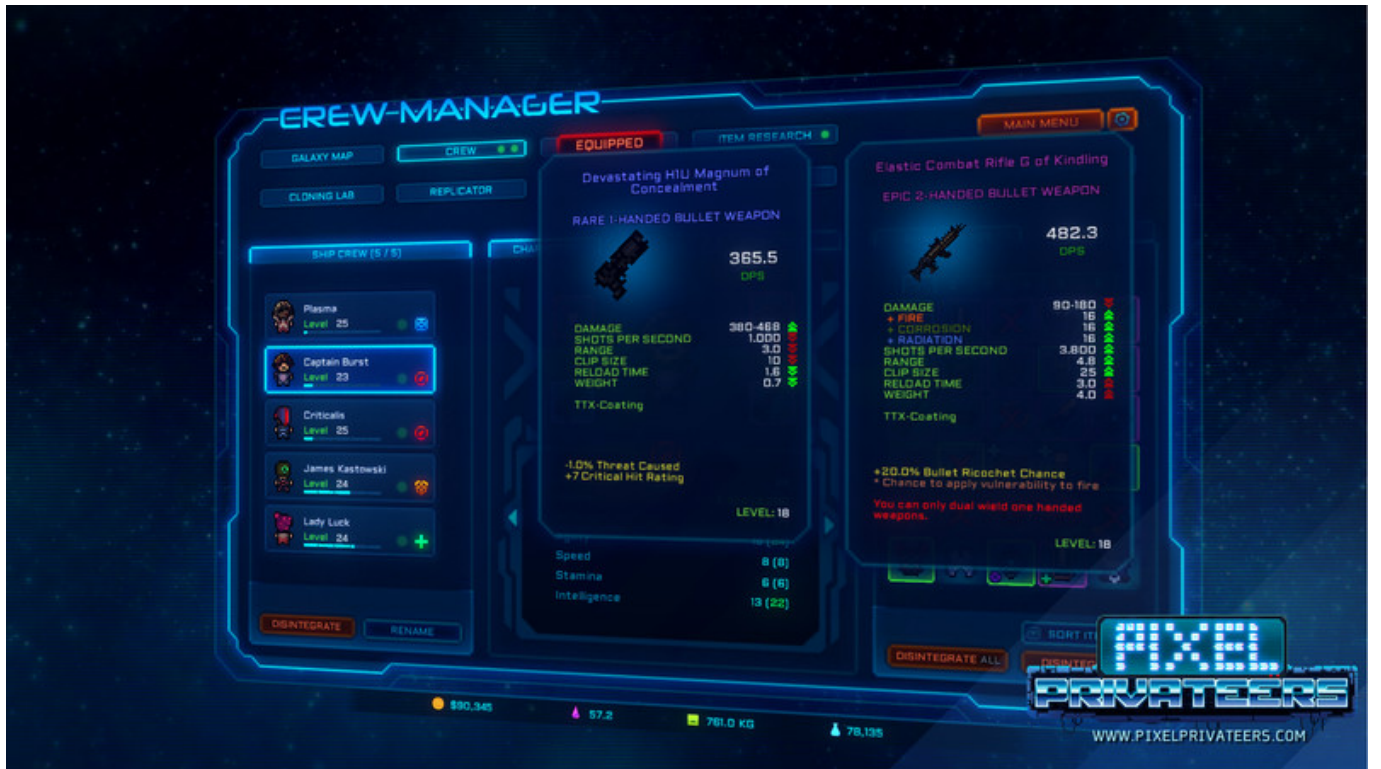 CREW-MANAGER
MAIN MENU
GALAXY MAP
CREW
EQUIPPED
ITEM RESEARCH
CLONING LAB
REPLICATOR
SHIP CREW (5 / 5)
CHA
Plasma
Level 25
Captain Burst
Level 23
Criticalis
Level 25
James Kastowski
Level 24
Lady Luck
Level 24
DISINTEGRATE
RENAME
Devastating H1U Magnum of
Concealment
RARE 1-HANDED BULLET WEAPON
365.5
DPS
DAMAGE 380-468
SHOTS PER SECOND 1.000
RANGE 3.0
CLIP SIZE 10
RELOAD TIME 1.6
WEIGHT 0.7
TTX-Coating
-1.0% Threat Caused
+7 Critical Hit Rating
LEVEL: 18
Speed 8 (8)
Stamina 6 (6)
Intelligence 13 (22)
Elastic Combat Rifle G of Kindling
EPIC 2-HANDED BULLET WEAPON
482.3
DPS
DAMAGE 90-180
+ FIRE 16
+ CORROSION 16
+ RADIATION 16
SHOTS PER SECOND 3.800
RANGE 4.8
CLIP SIZE 25
RELOAD TIME 3.0
WEIGHT 4.0
TTX-Coating
+20.0% Bullet Ricochet Chance
* Chance to apply vulnerability to fire
You can only dual wield one handed
weapons.
LEVEL: 18
SORT IT
DISINTEGRATE ALL
DISINTEG
$90,345
57.2
761.0 KG
78,135
PIXEL
PRIVATEERS
WWW.PIXELPRIVATEERS.COM